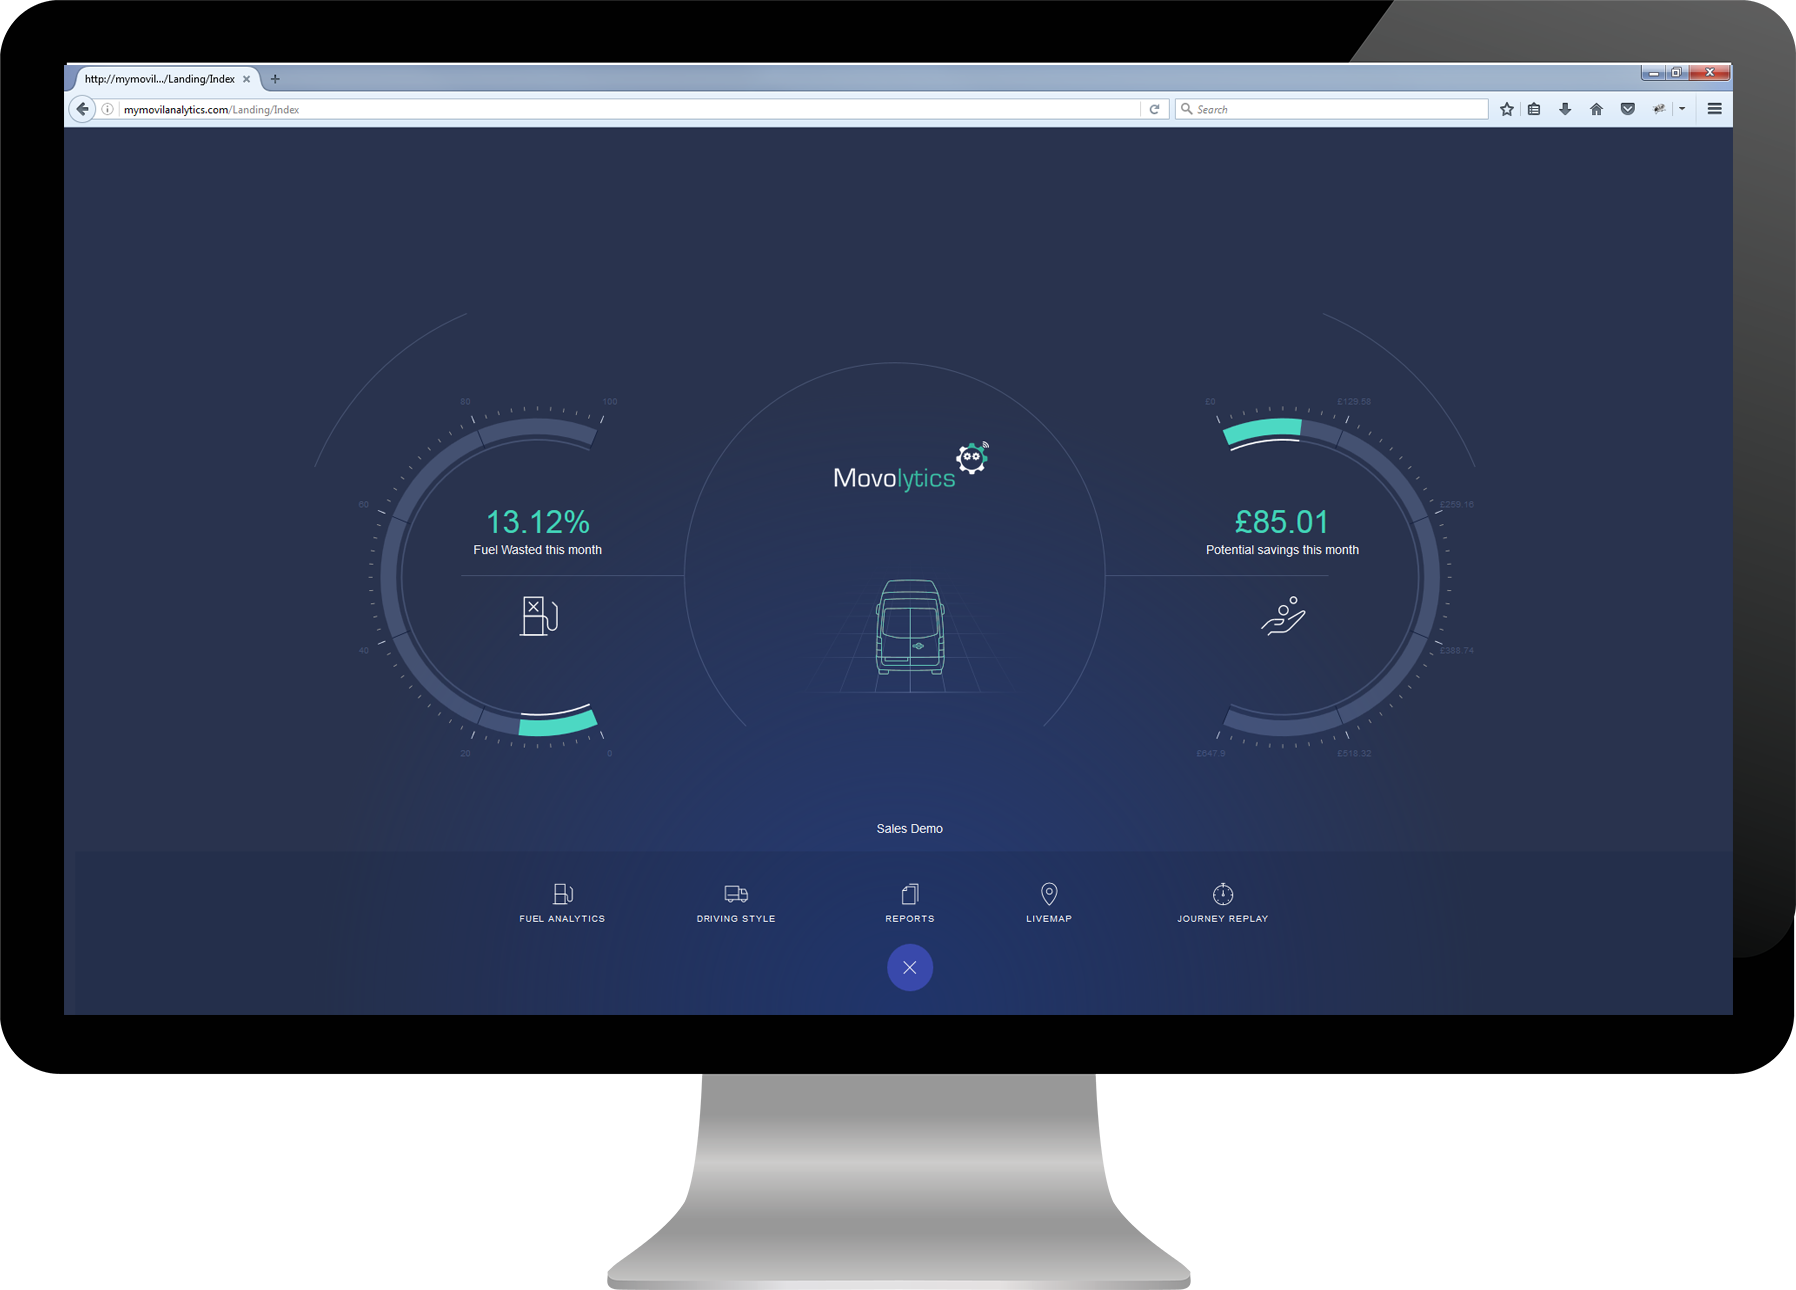 http://mymovil.../Landing/Index
mymovilanalytics.com/Landing/Index
Search
80
100
60
40
20
0
13.12%
Fuel Wasted this month
Movolytics
£0
£129.58
£259.16
£388.74
£518.32
£647.9
£85.01
Potential savings this month
Sales Demo
FUEL ANALYTICS
DRIVING STYLE
REPORTS
LIVEMAP
JOURNEY REPLAY